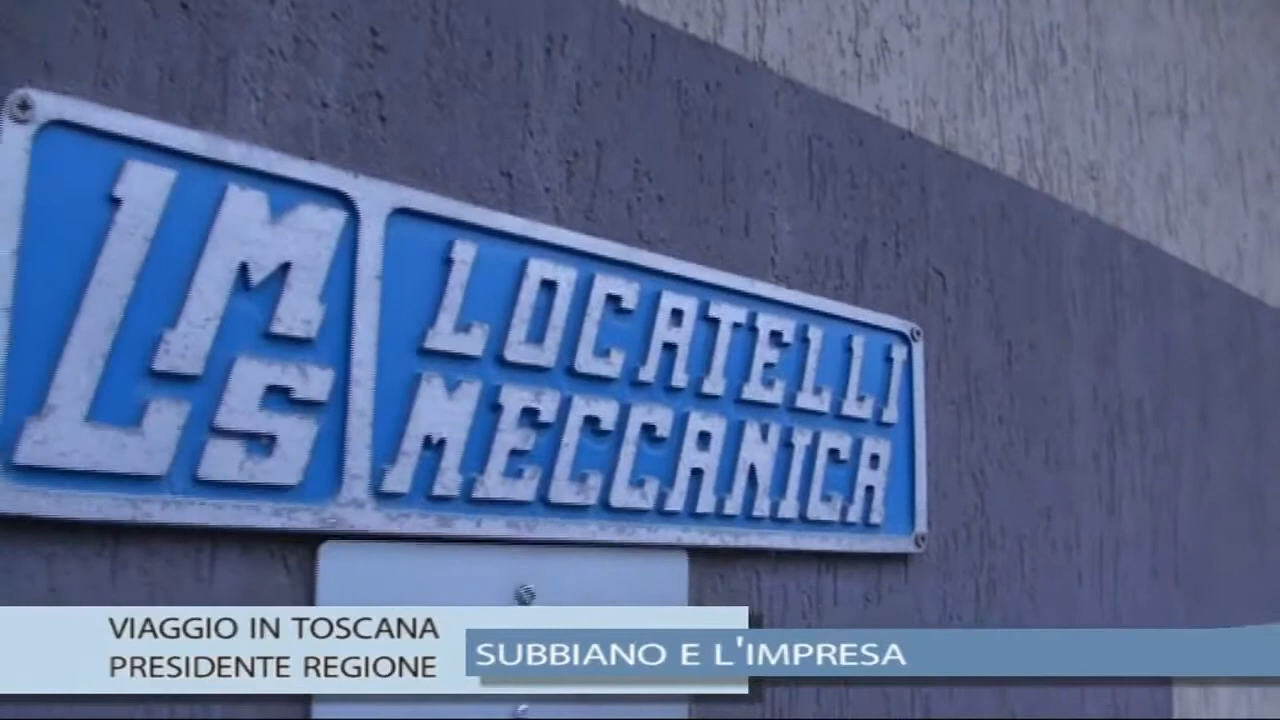 LMS
LOCATELLI
MECCANICA
VIAGGIO IN TOSCANA
PRESIDENTE REGIONE
SUBBIANO E L'IMPRESA